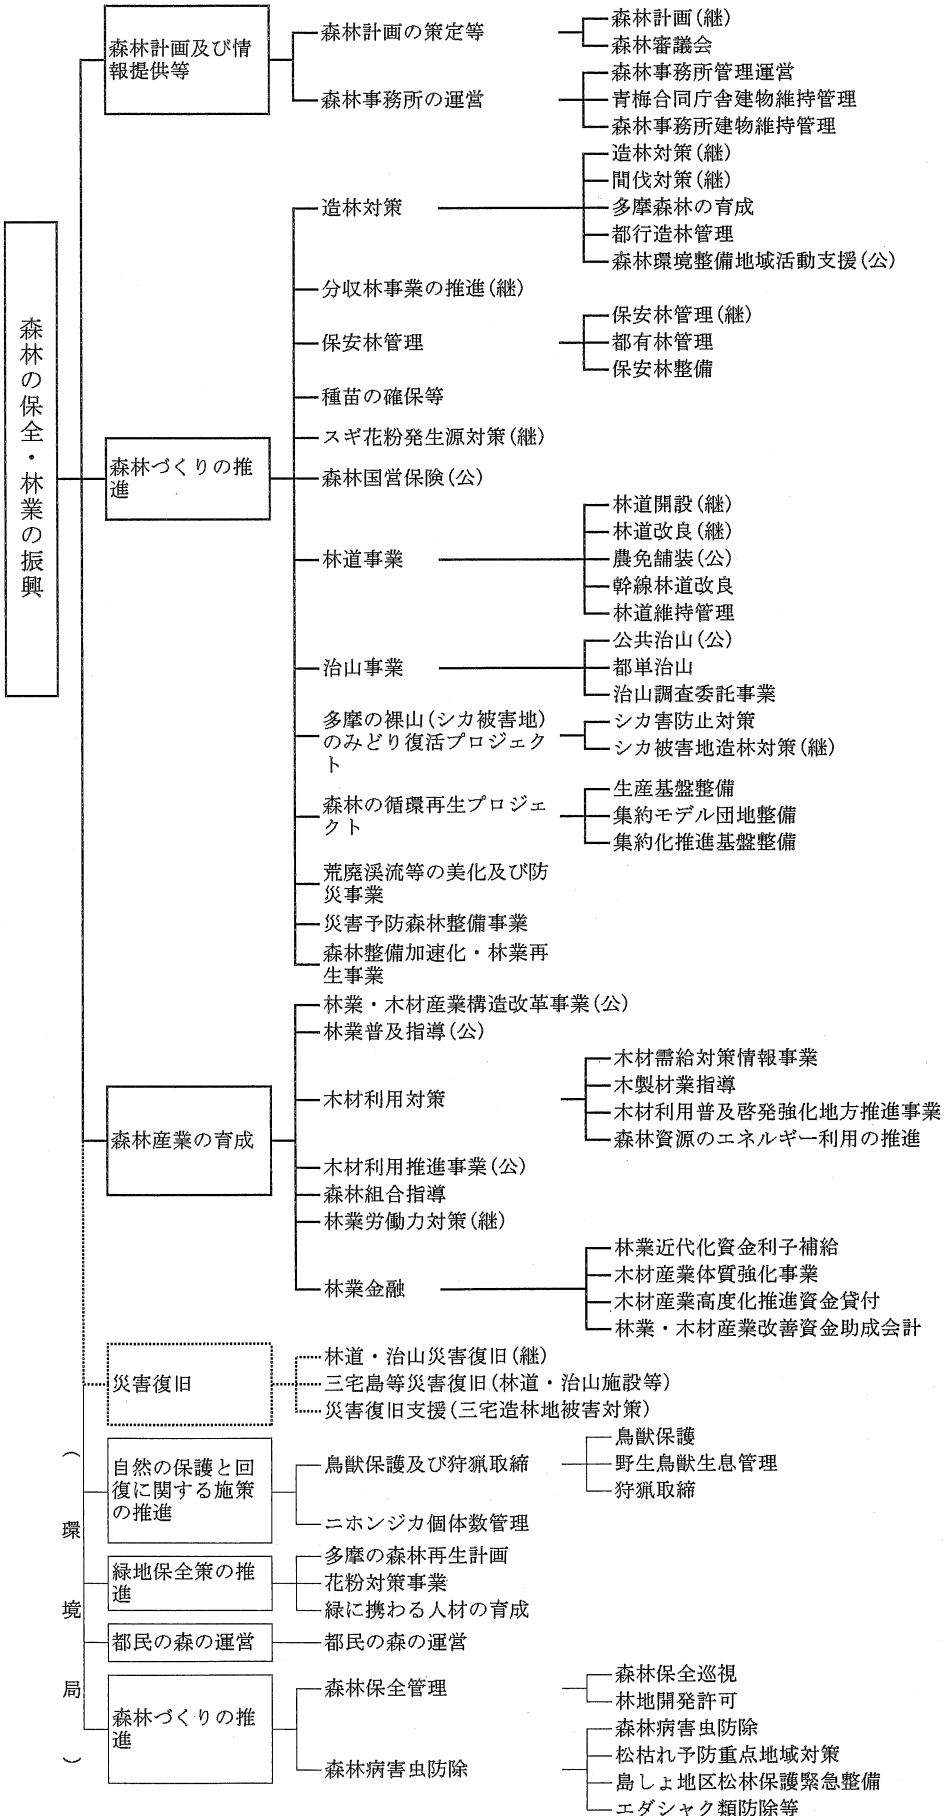 森林の保全・林業の振興
森林計画及び情
報提供等
森林計画の策定等
森林計画(継)
森林審議会
森林事務所の運営
森林事務所管理運営
青梅合同庁舎建物維持管理
森林事務所建物維持管理
森林づくりの推
進
造林対策
造林対策(継)
間伐対策(継)
多摩森林の育成
都行造林管理
森林環境整備地域活動支援(公)
分収林事業の推進(継)
保安林管理
保安林管理(継)
都有林管理
保安林整備
種苗の確保等
スギ花粉発生源対策(継)
森林国営保険(公)
林道事業
林道開設(継)
林道改良(継)
農免舗装(公)
幹線林道改良
林道維持管理
治山事業
公共治山(公)
都単治山
治山調査委託事業
多摩の裸山(シカ被害地)
のみどり復活プロジェク
ト
シカ害防止対策
シカ被害地造林対策(継)
森林の循環再生プロジェ
クト
生産基盤整備
集約モデル団地整備
集約化推進基盤整備
荒廃渓流等の美化及び防
災事業
災害予防森林整備事業
森林整備加速化・林業再
生事業
森林産業の育成
林業・木材産業構造改革事業(公)
林業普及指導(公)
木材利用対策
木材需給対策情報事業
木製材業指導
木材利用普及啓発強化地方推進事業
森林資源のエネルギー利用の推進
木材利用推進事業(公)
森林組合指導
林業労働力対策(継)
林業金融
林業近代化資金利子補給
木材産業体質強化事業
木材産業高度化推進資金貸付
林業・木材産業改善資金助成会計
災害復旧
林道・治山災害復旧(継)
三宅島等災害復旧(林道・治山施設等)
災害復旧支援(三宅造林地被害対策)
(環境局)
自然の保護と回
復に関する施策
の推進
鳥獣保護及び狩猟取締
鳥獣保護
野生鳥獣生息管理
狩猟取締
ニホンジカ個体数管理
緑地保全策の推
進
多摩の森林再生計画
花粉対策事業
緑に携わる人材の育成
都民の森の運営
都民の森の運営
森林づくりの推
進
森林保全管理
森林保全巡視
林地開発許可
森林病害虫防除
森林病害虫防除
松枯れ予防重点地域対策
島しょ地区松林保護緊急整備
エダシャク類防除等